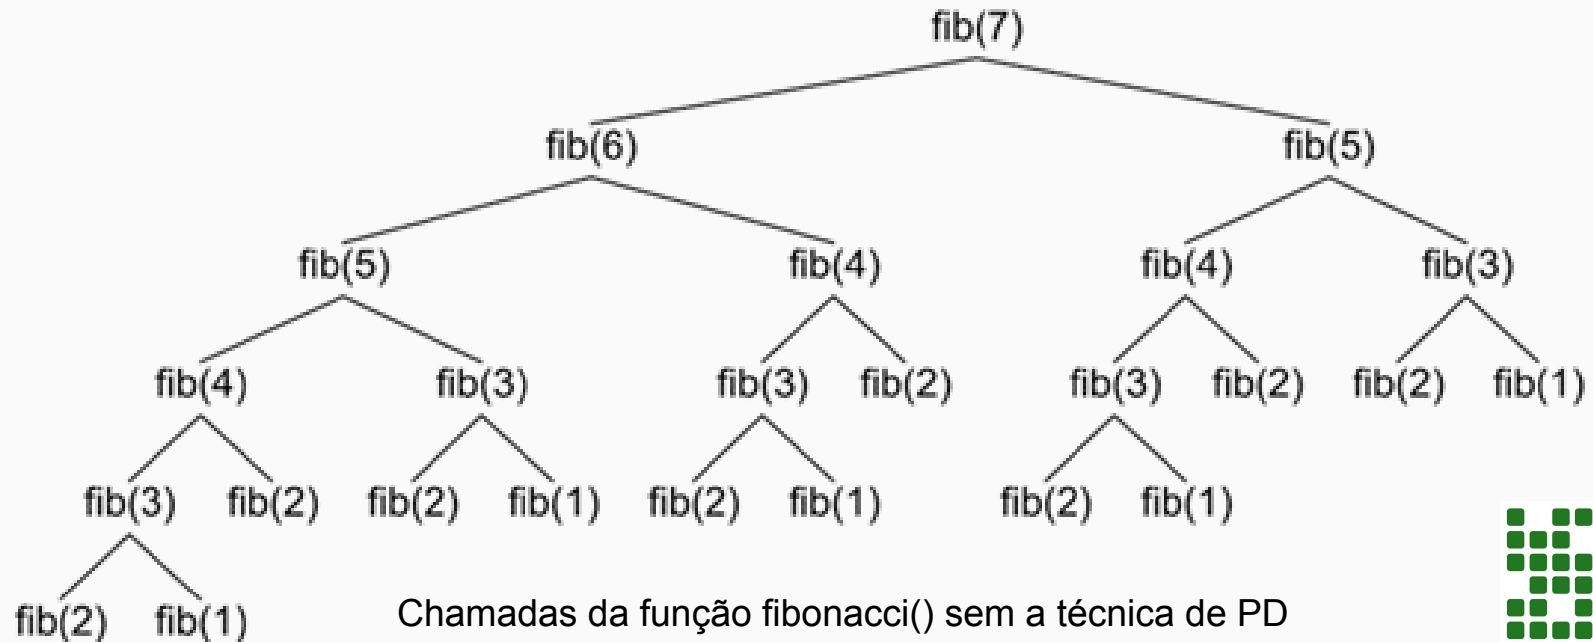 fib(7)
fib(6) fib(5)
fib(5) fib(4) fib(4) fib(3)
fib(4) fib(3) fib(3) fib(2) fib(3) fib(2) fib(2) fib(1)
fib(3) fib(2) fib(2) fib(1) fib(2) fib(1) fib(2) fib(1)
fib(2) fib(1) Chamadas da função fibonacci() sem a técnica de PD